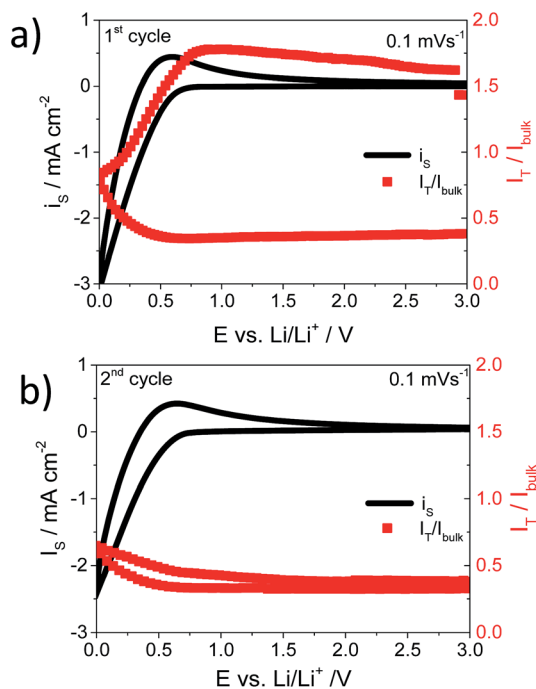 a)
1st cycle
0.1 mVs-1
1
0
-1
-2
-3
iS / mA cm-2
2.0
1.5
1.0
0.5
0.0
IT / Ibulk
iS
IT/Ibulk
0.0 0.5 1.0 1.5 2.0 2.5 3.0
E vs. Li/Li+ / V
b)
2nd cycle
0.1 mVs-1
1
0
-1
-2
-3
IS / mA cm-2
2.0
1.5
1.0
0.5
0.0
IT / Ibulk
iS
IT/Ibulk
0.0 0.5 1.0 1.5 2.0 2.5 3.0
E vs. Li/Li+ /V